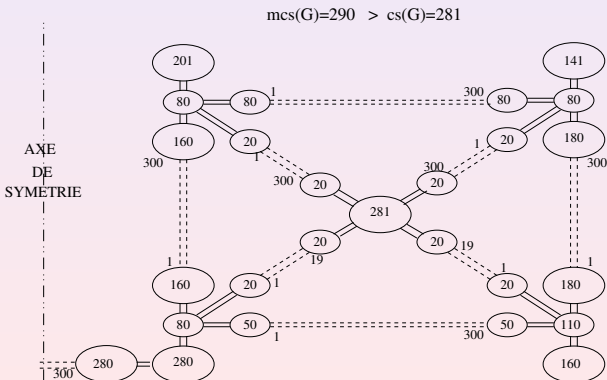 mcs(G)=290 > cs(G)=281
201
141
80 80 1
300 80 80
160 20 1
1 20 180
300
300
AXE
DE
SYMETRIE
300 20
300 20
281
20 19
20 19
1 160 20 1
1 20 180 1
80 50 1
300 50 110
300 280 280
160